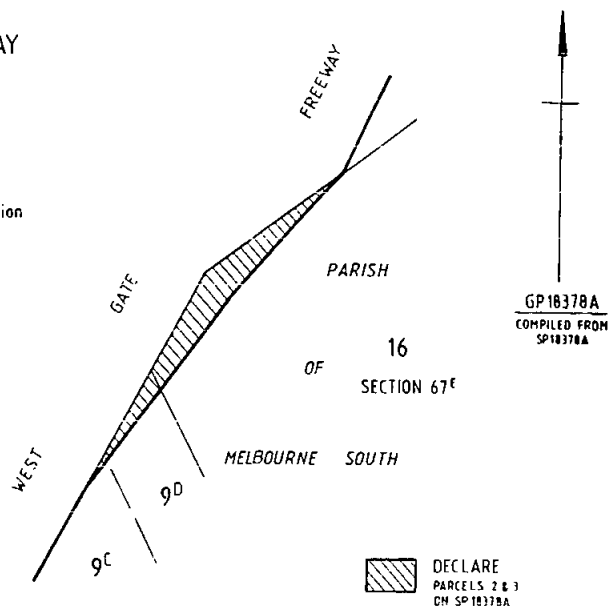 AY
ion
WEST GATE FREEWAY
PARISH
OF
MELBOURNE SOUTH
16
SECTION 67E
9D
9C
GP18378A
COMPILED FROM
SP18378A
DECLARE
PARCELS 2 & 3
ON SP18378A